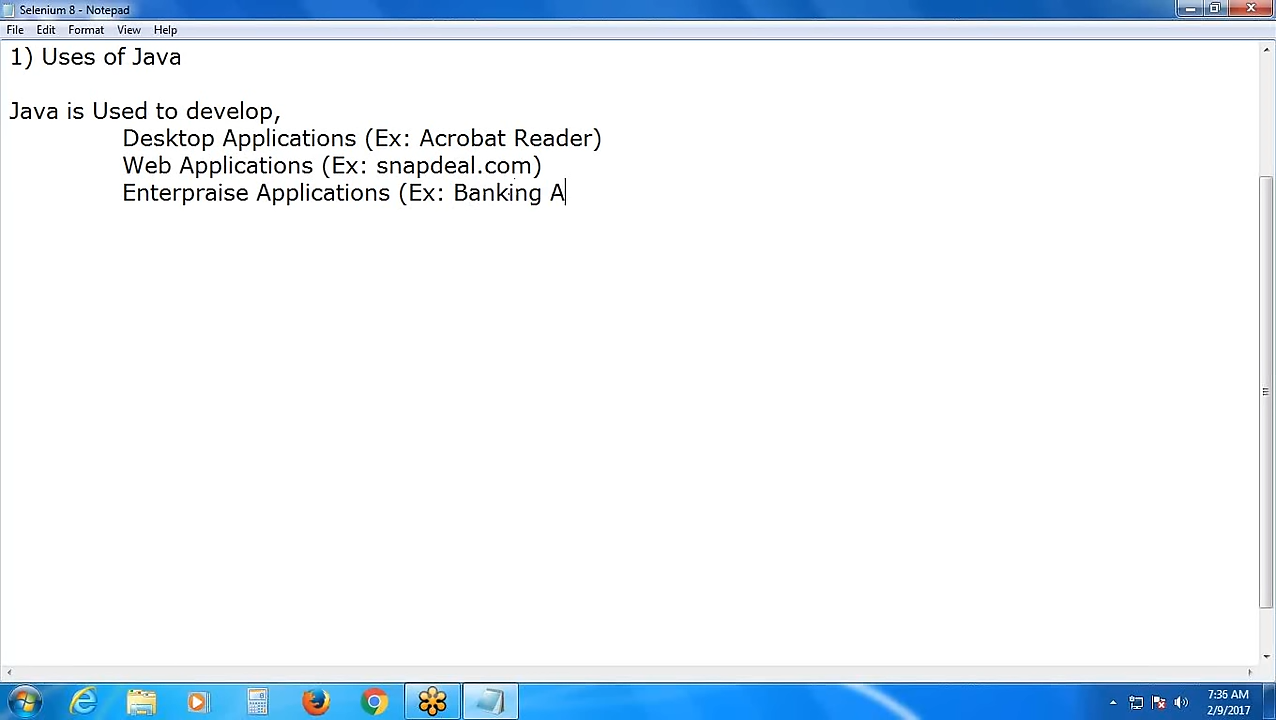 Selenium 8 - Notepad
File Edit Format View Help
1) Uses of Java
Java is Used to develop,
Desktop Applications (Ex: Acrobat Reader)
Web Applications (Ex: snapdeal.com)
Enterpraise Applications (Ex: Banking A
7:36 AM
2/9/2017